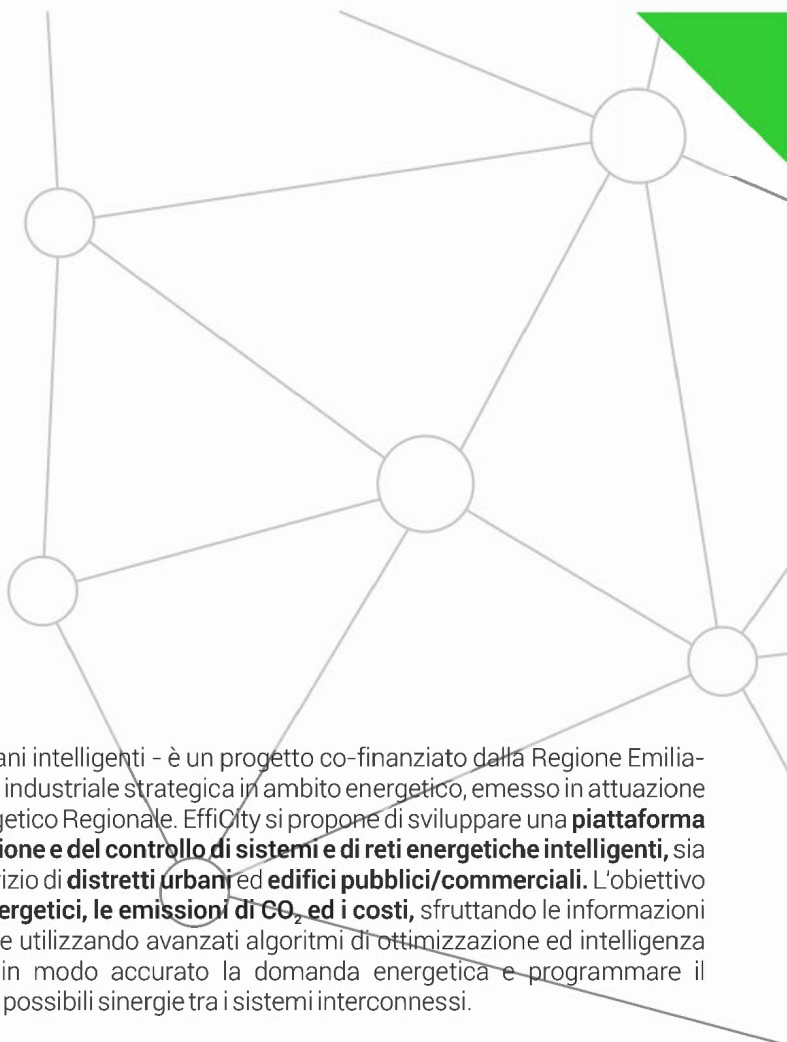 ani intelligenti - è un progetto co-finanziato dalla Regione Emilia-
industriale strategica in ambito energetico, emesso in attuazione
getico Regionale. EffiCity si propone di sviluppare una piattaforma
ione e del controllo di sistemi e di reti energetiche intelligenti, sia
izio di distretti urbani ed edifici pubblici/commerciali. L'obiettivo
ergetici, le emissioni di CO₂ ed i costi, sfruttando le informazioni
e utilizzando avanzati algoritmi di ottimizzazione ed intelligenza
in modo accurato la domanda energetica e programmare il
possibili sinergie tra i sistemi interconnessi.